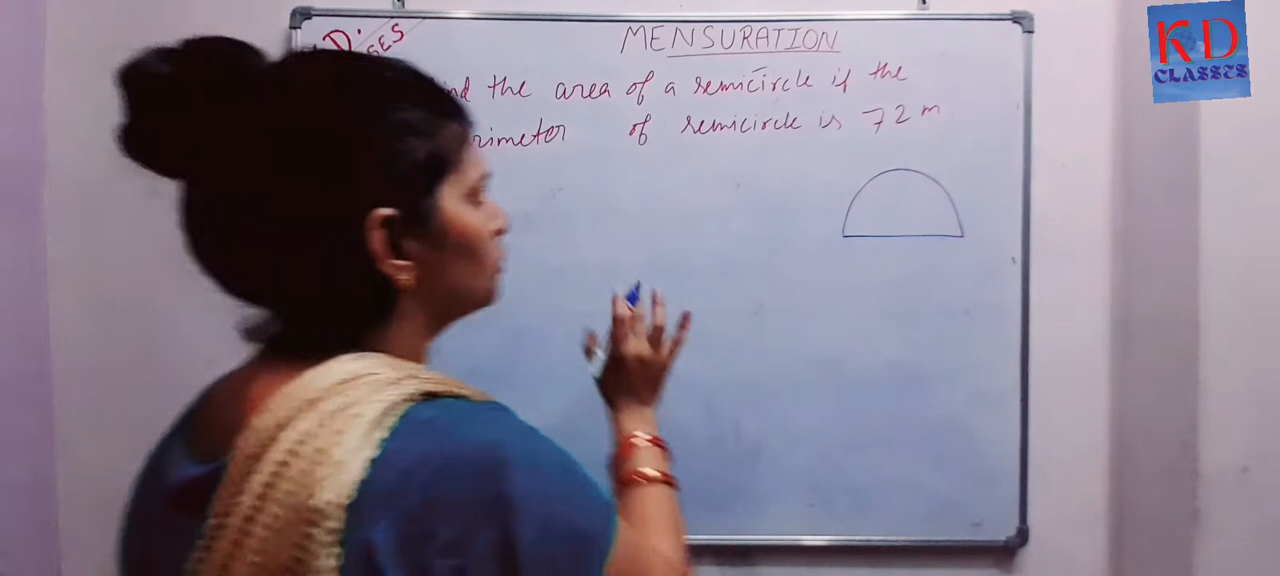 KD
CLASSES
D.
MENSURATION
the area of a semicircle if the
of semicircle is 72 m